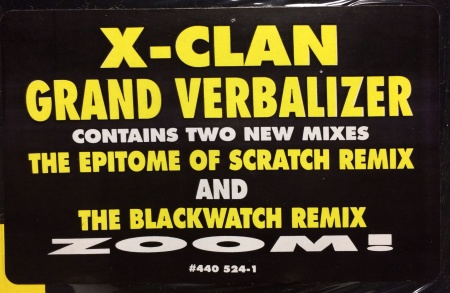 X-CLAN
GRAND VERBALIZER
CONTAINS TWO NEW MIXES
THE EPITOME OF SCRATCH REMIX
AND
THE BLACKWATCH REMIX
ZOOM!
#440 524-1